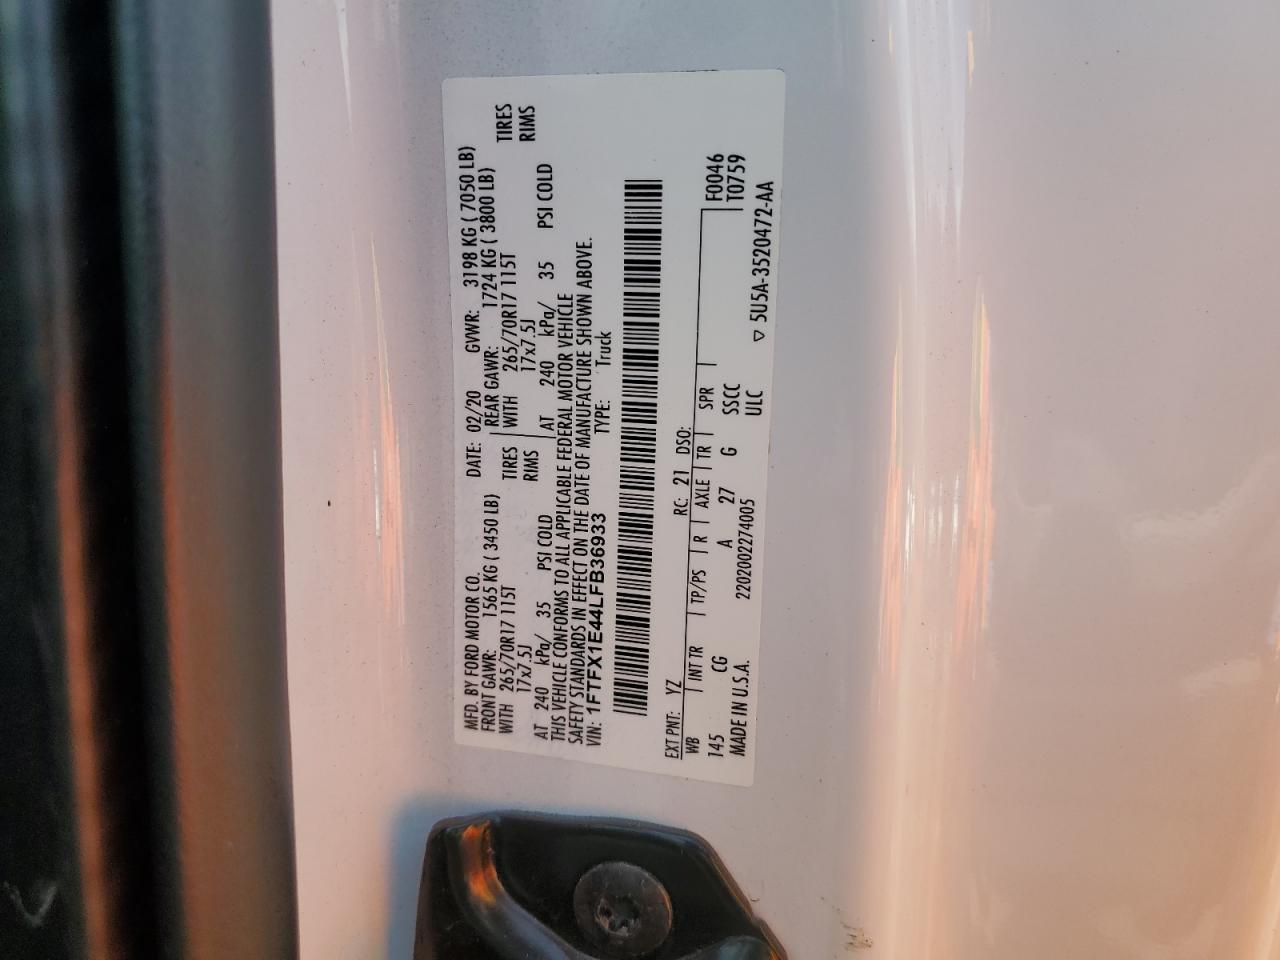 MFD. BY FORD MOTOR CO.
DATE: 02/20 GVWR: 3198 KG ( 7050 LB)
FRONT GAWR: 1565 KG ( 3450 LB)
REAR GAWR: 1724 KG ( 3800 LB)
WITH 265/70R17 115T TIRES
WITH 265/70R17 115T TIRES
17x7.5J RIMS
17x7.5J RIMS
AT 240 kPa/ 35 PSI COLD
AT 240 kPa/ 35 PSI COLD
THIS VEHICLE CONFORMS TO ALL APPLICABLE FEDERAL MOTOR VEHICLE
SAFETY STANDARDS IN EFFECT ON THE DATE OF MANUFACTURE SHOWN ABOVE.
VIN: 1FTFX1E44LFB36933
TYPE: Truck
EXT PNT: YZ RC: 21 DSO:
WB INT TR TP/PS R AXLE TR SPR F0046
145 CG A 27 G SSCC T0759
MADE IN U.S.A. 2202002274005 ULC
▽ 5U5A-3520472-AA